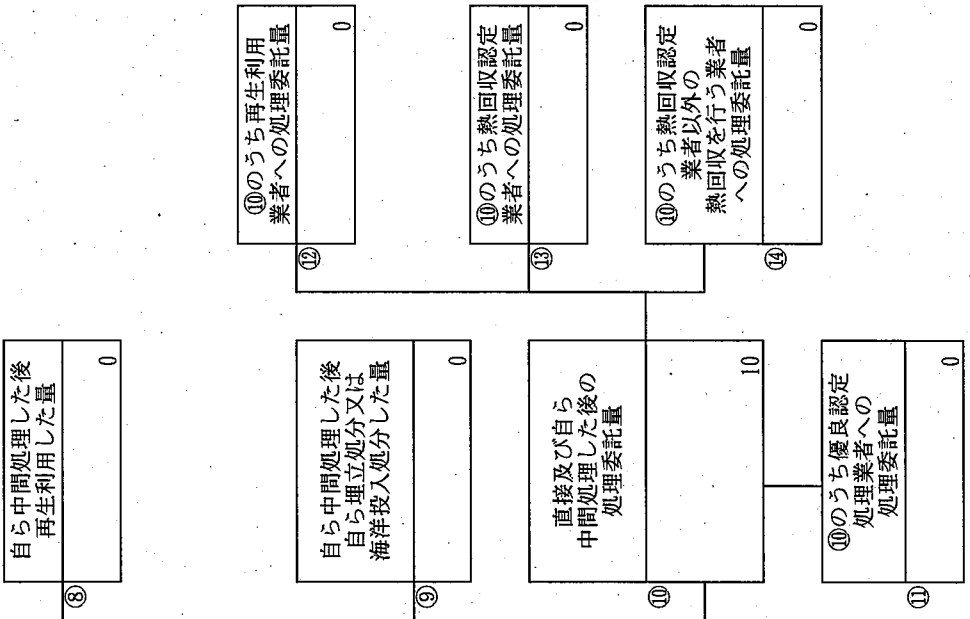 ⑧
自ら中間処理した後
再生利用した量
0
⑨
自ら中間処理した後
自ら埋立処分又は
海洋投入処分した量
0
⑩
直接及び自ら
中間処理した後の
処理委託量
10
⑪
⑩のうち優良認定
処理業者への
処理委託量
0
⑫
⑩のうち再生利用
業者への処理委託量
0
⑬
⑩のうち熱回収認定
業者への処理委託量
0
⑭
⑩のうち熱回収認定
業者以外の
熱回収を行う業者
への処理委託量
0